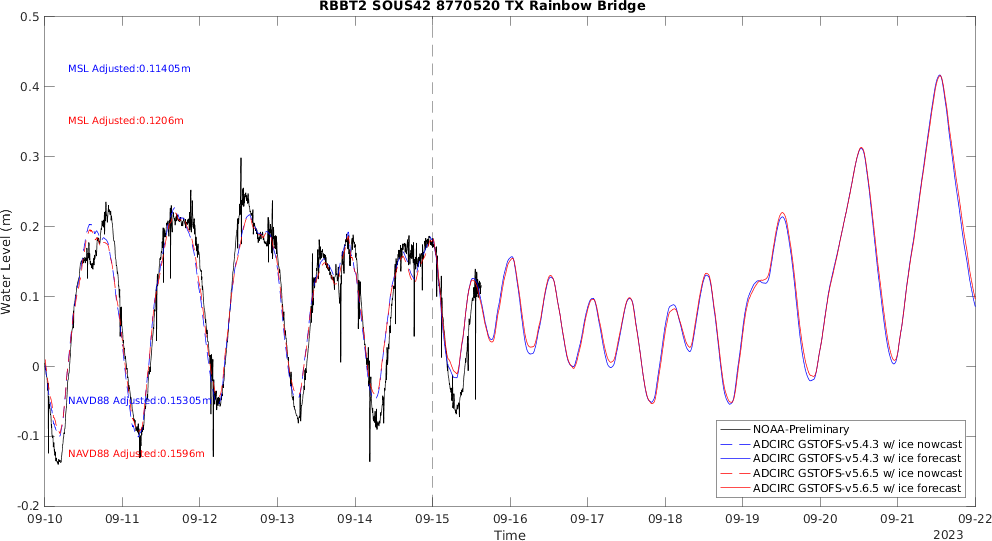 RBBT2 SOUS42 8770520 TX Rainbow Bridge
0.5
0.4
0.3
0.2
0.1
0
-0.1
-0.2
Water Level (m)
MSL Adjusted:0.11405m
MSL Adjusted:0.1206m
NAVD88 Adjusted:0.15305m
NAVD88 Adjusted:0.1596m
NOAA-Preliminary
ADCIRC GSTOFS-v5.4.3 w/ ice nowcast
ADCIRC GSTOFS-v5.4.3 w/ ice forecast
ADCIRC GSTOFS-v5.6.5 w/ ice nowcast
ADCIRC GSTOFS-v5.6.5 w/ ice forecast
09-10 09-11 09-12 09-13 09-14 09-15 09-16 09-17 09-18 09-19 09-20 09-21 09-22
Time
2023